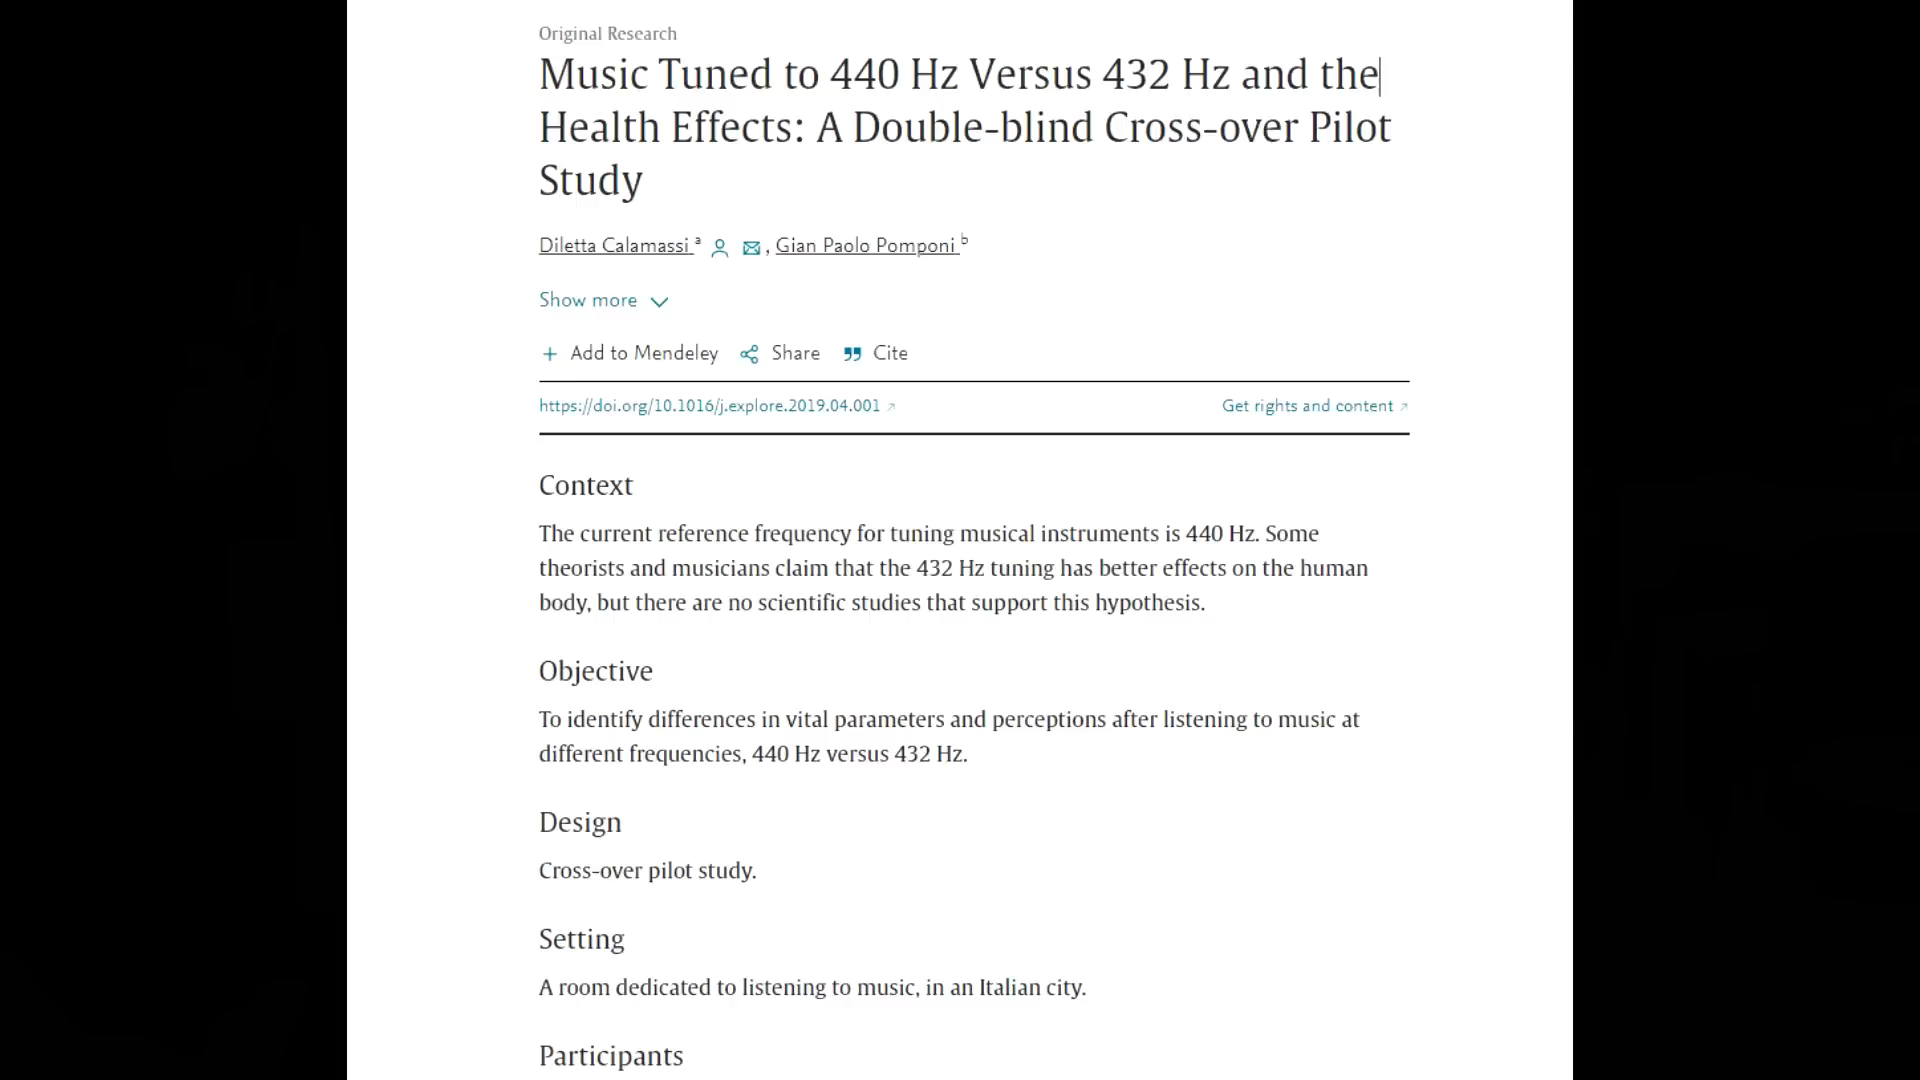 Original Research
Music Tuned to 440 Hz Versus 432 Hz and the
Health Effects: A Double-blind Cross-over Pilot
Study
Diletta Calamassi a, Gian Paolo Pomponi b
Show more
Add to Mendeley Share Cite
https://doi.org/10.1016/j.explore.2019.04.001 Get rights and content
Context
The current reference frequency for tuning musical instruments is 440 Hz. Some
theorists and musicians claim that the 432 Hz tuning has better effects on the human
body, but there are no scientific studies that support this hypothesis.
Objective
To identify differences in vital parameters and perceptions after listening to music at
different frequencies, 440 Hz versus 432 Hz.
Design
Cross-over pilot study.
Setting
A room dedicated to listening to music, in an Italian city.
Participants